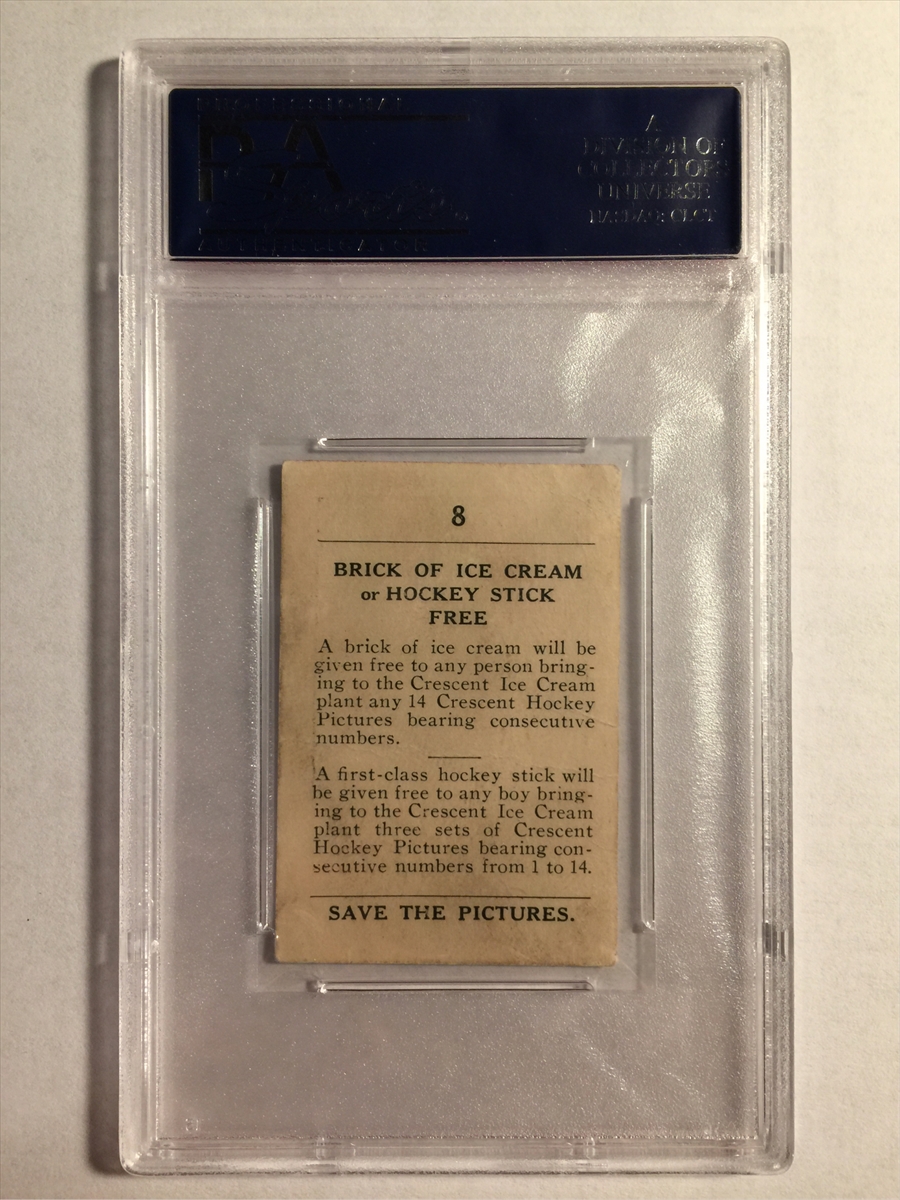 PSA
A
DIVISION OF
COLLECTORS
UNIVERSE
NASDAQ: CLCT
8
BRICK OF ICE CREAM
or HOCKEY STICK
FREE
A brick of ice cream will be
given free to any person bring-
ing to the Crescent Ice Cream
plant any 14 Crescent Hockey
Pictures bearing consecutive
numbers.
A first-class hockey stick will
be given free to any boy bring-
ing to the Crescent Ice Cream
plant three sets of Crescent
Hockey Pictures bearing con-
secutive numbers from 1 to 14.
SAVE THE PICTURES.